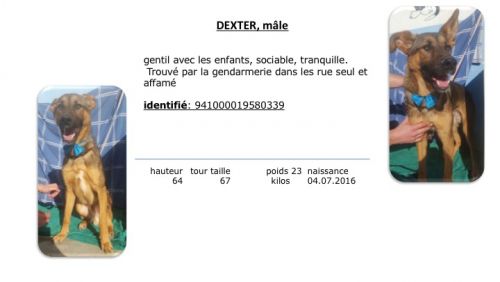 DEXTER, mâle
gentil avec les enfants, sociable, tranquille.
Trouvé par la gendarmerie dans les rue seul et
affamé
identifié: 941000019580339
hauteur tour taille poids 23 naissance
64 67 kilos 04.07.2016